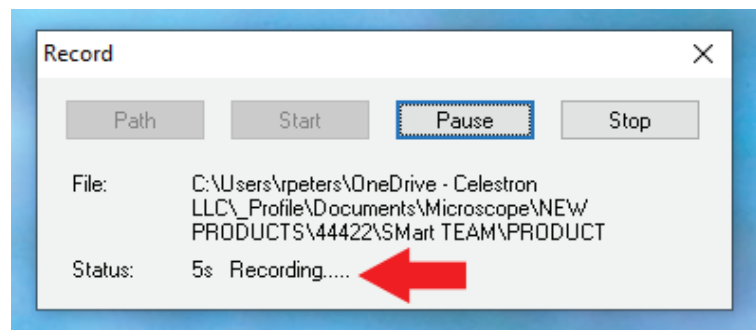 Record
Path Start Pause Stop
File: C:\Users\rpeters\OneDrive - Celestron
LLC\_Profile\Documents\Microscope\NEW
PRODUCTS\44422\SMart TEAM\PRODUCT
Status: 5s Recording.....